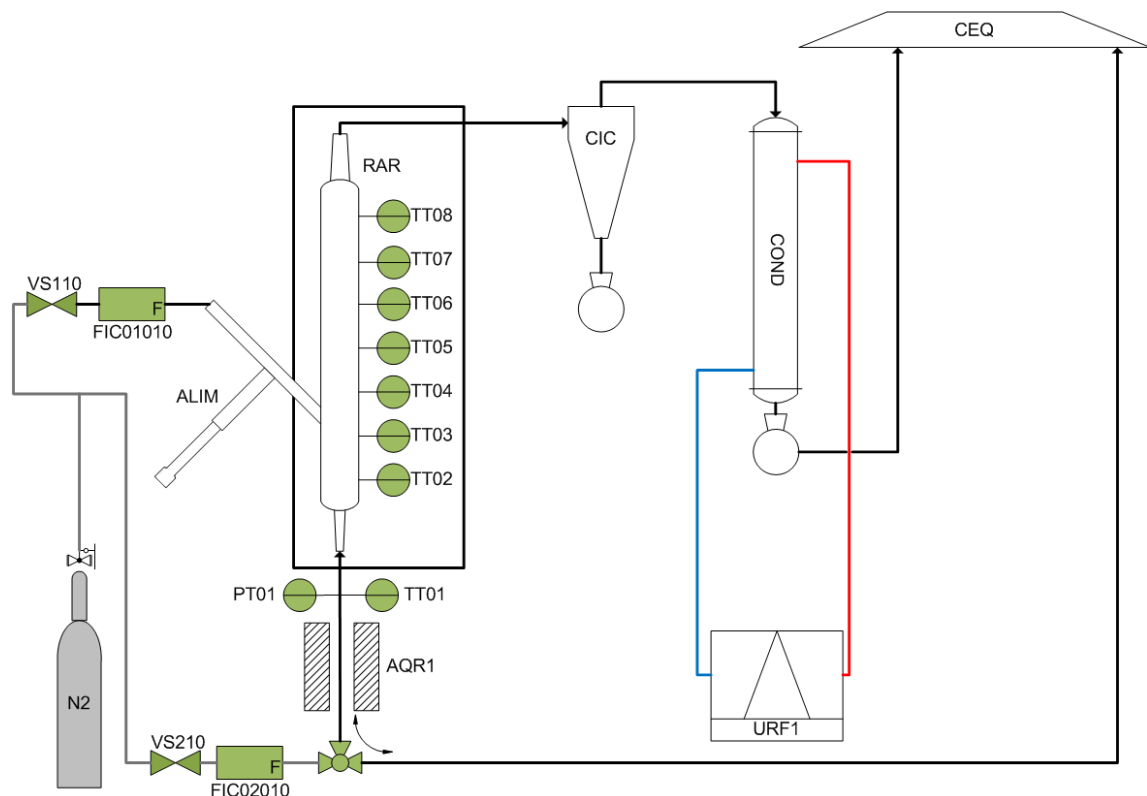 CEQ
CIC
RAR
TT08
TT07
TT06
TT05
TT04
TT03
TT02
COND
VS110
F
FIC01010
ALIM
PT01
TT01
AQR1
N2
VS210
F
FIC02010
URF1